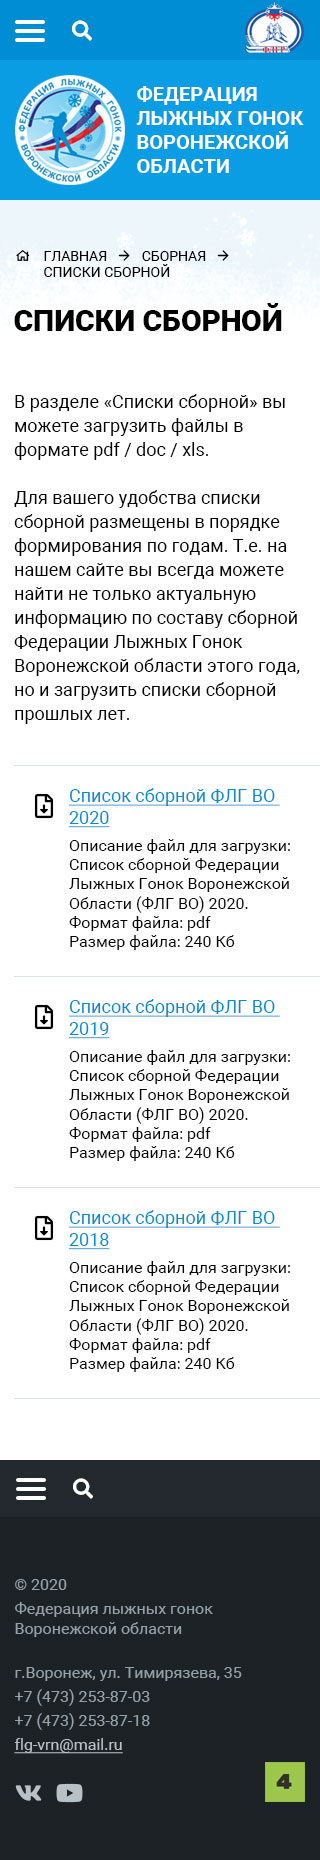 ФЛГР
ФЕДЕРАЦИЯ ЛЫЖНЫХ ГОНОК
ВОРОНЕЖСКОЙ ОБЛАСТИ
ФЕДЕРАЦИЯ
ЛЫЖНЫХ ГОНОК
ВОРОНЕЖСКОЙ
ОБЛАСТИ
ГЛАВНАЯ → СБОРНАЯ →
СПИСКИ СБОРНОЙ
СПИСКИ СБОРНОЙ
В разделе «Списки сборной» вы
можете загрузить файлы в
формате pdf / doc / xls.
Для вашего удобства списки
сборной размещены в порядке
формирования по годам. Т.е. на
нашем сайте вы всегда можете
найти не только актуальную
информацию по составу сборной
Федерации Лыжных Гонок
Воронежской области этого года,
но и загрузить списки сборной
прошлых лет.
Список сборной ФЛГ ВО
2020
Описание файл для загрузки:
Список сборной Федерации
Лыжных Гонок Воронежской
Области (ФЛГ ВО) 2020.
Формат файла: pdf
Размер файла: 240 Кб
Список сборной ФЛГ ВО
2019
Описание файл для загрузки:
Список сборной Федерации
Лыжных Гонок Воронежской
Области (ФЛГ ВО) 2020.
Формат файла: pdf
Размер файла: 240 Кб
Список сборной ФЛГ ВО
2018
Описание файл для загрузки:
Список сборной Федерации
Лыжных Гонок Воронежской
Области (ФЛГ ВО) 2020.
Формат файла: pdf
Размер файла: 240 Кб
© 2020
Федерация лыжных гонок
Воронежской области
г.Воронеж, ул. Тимирязева, 35
+7 (473) 253-87-03
+7 (473) 253-87-18
flg-vrn@mail.ru
4